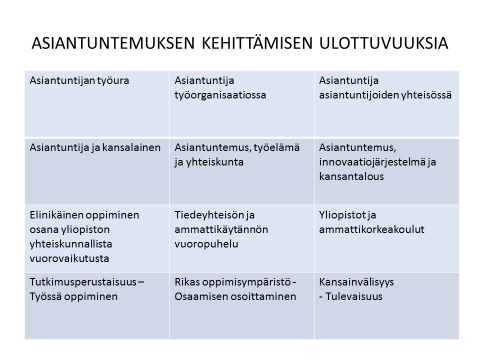 ASIANTUNTEMUKSEN KEHITTÄMISEN ULOTTUVUUKSIA
Asiantuntijan työura
Asiantuntija
työorganisaatiossa
Asiantuntija
asiantuntijoiden yhteisössä
Asiantuntija ja kansalainen
Asiantuntemus, työelämä
ja yhteiskunta
Asiantuntemus,
innovaatiojärjestelmä ja
kansantalous
Elinikäinen oppiminen
osana yliopiston
yhteiskunnallista
vuorovaikutusta
Tiedeyhteisön ja
ammattikäytännön
vuoropuhelu
Yliopistot ja
ammattikorkeakoulut
Tutkimusperustaisuus –
Työssä oppiminen
Rikas oppimisympäristö -
Osaamisen osoittaminen
Kansainvälisyys
- Tulevaisuus